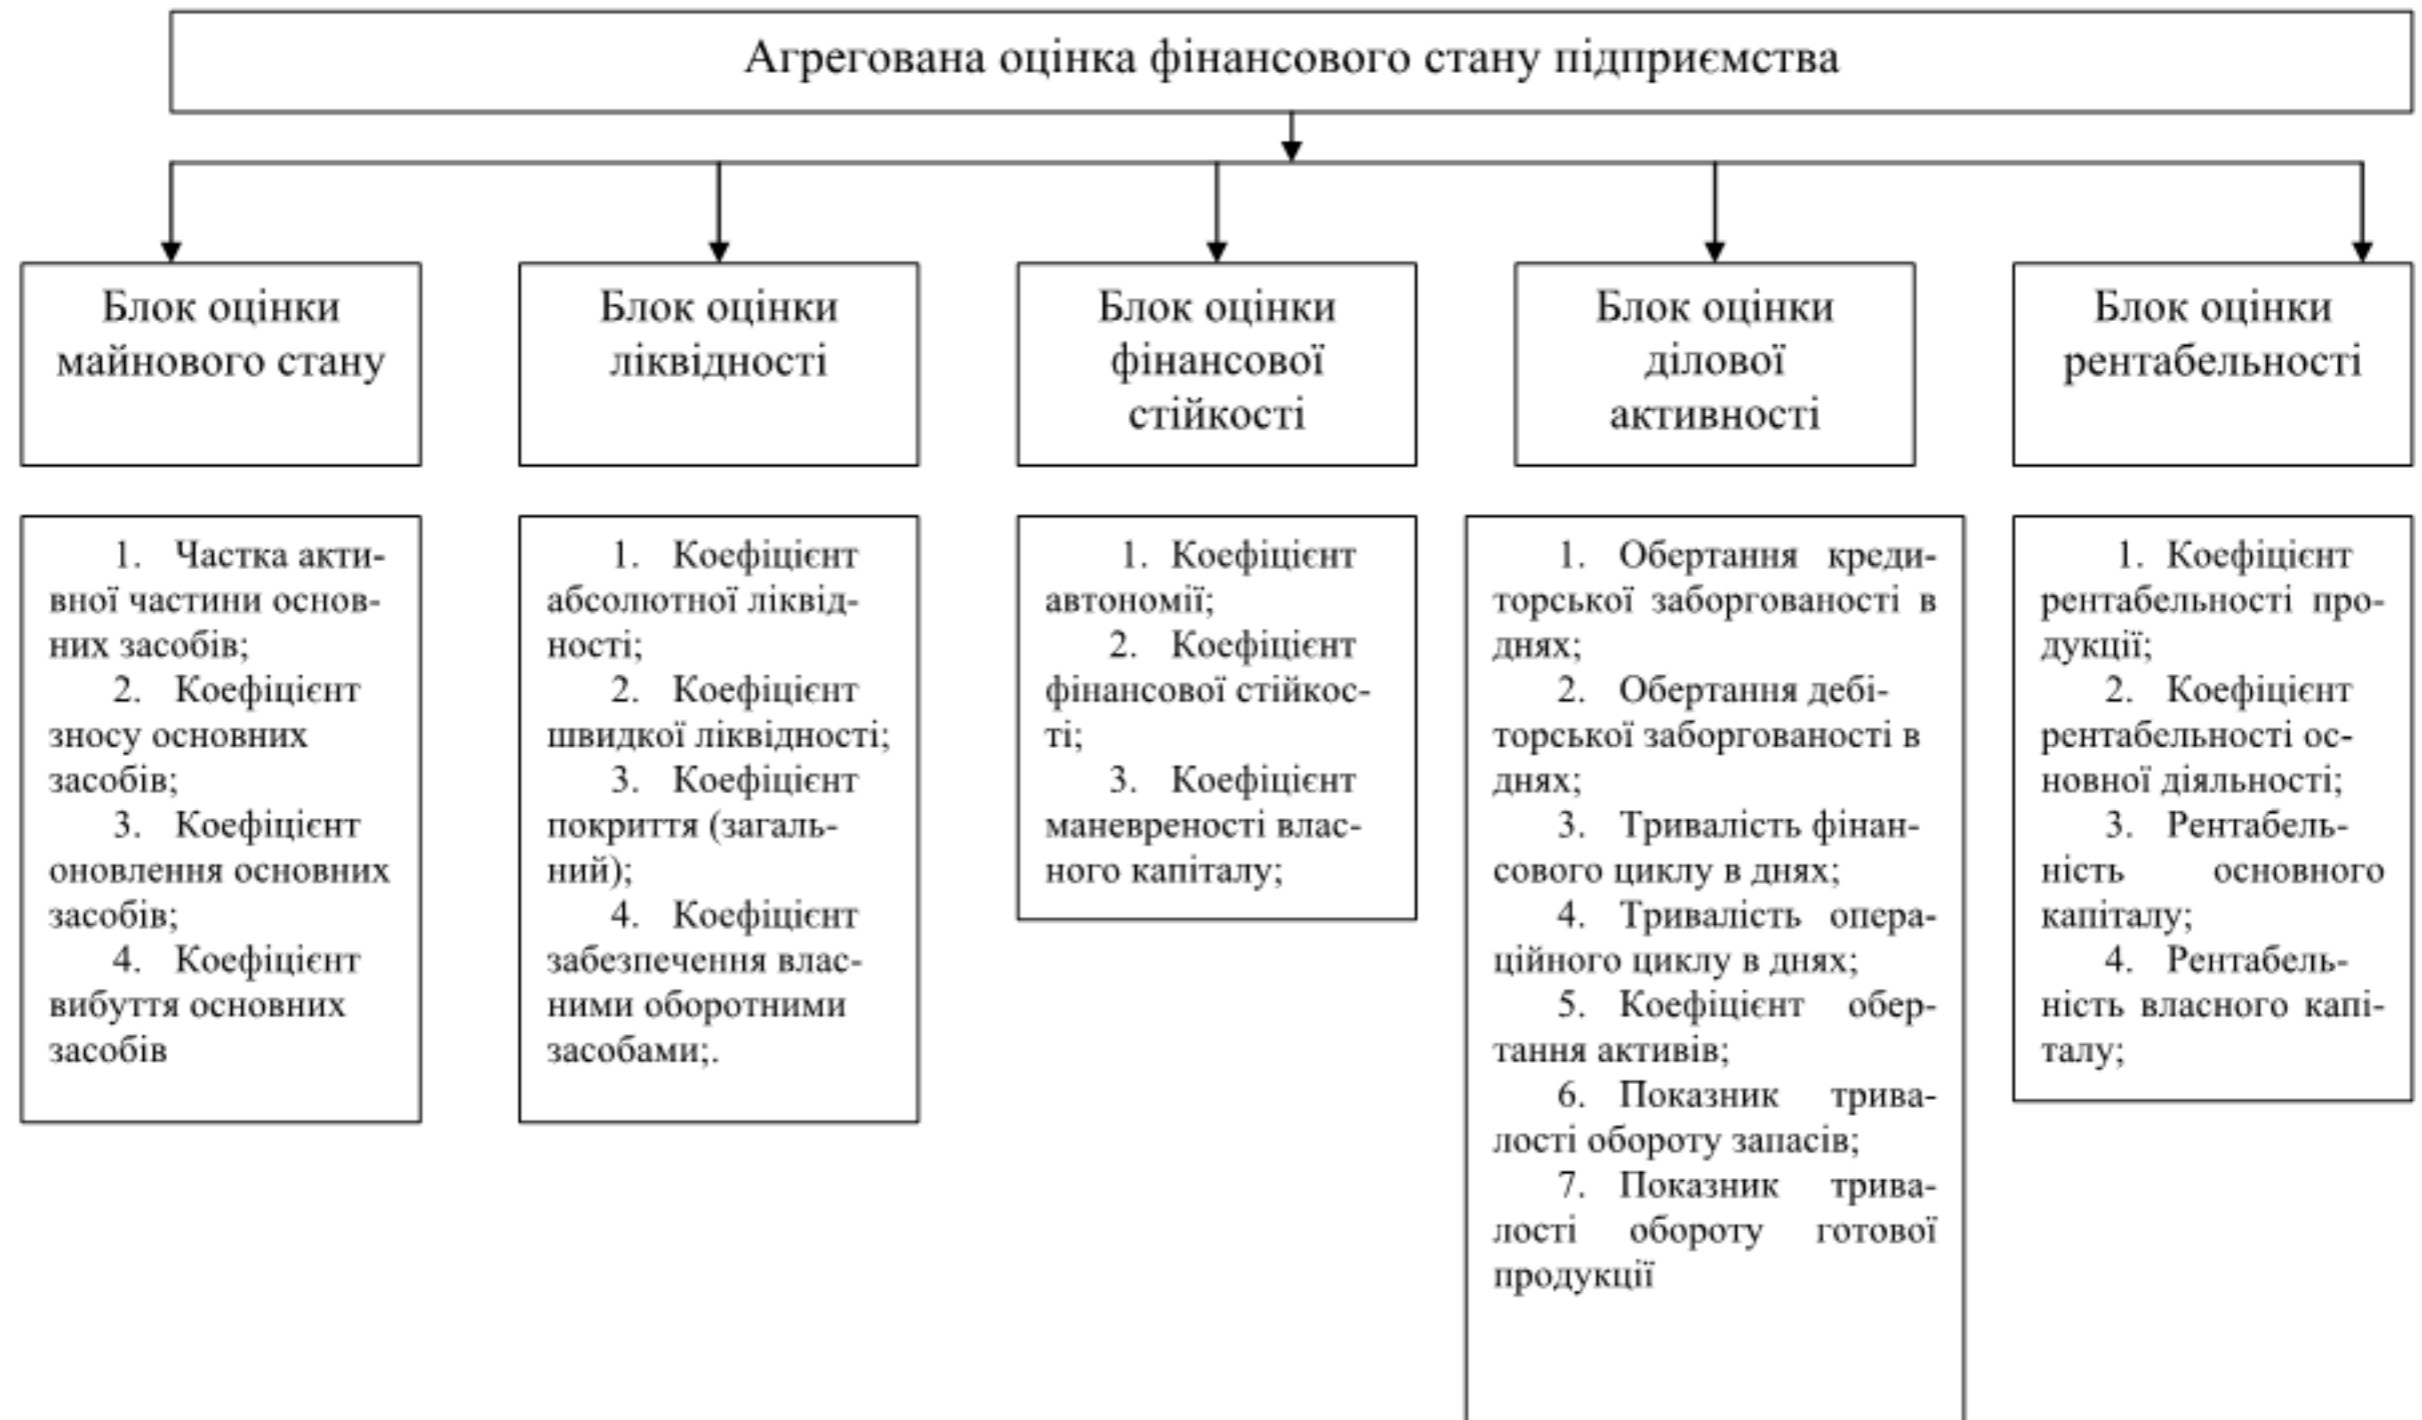 Агрегована оцінка фінансового стану підприємства
Блок оцінки
майнового стану
Блок оцінки
ліквідності
Блок оцінки
фінансової
стійкості
Блок оцінки
ділової
активності
Блок оцінки
рентабельності
1. Частка акти-
вної частини основ-
них засобів;
2. Коефіцієнт
зносу основних
засобів;
3. Коефіцієнт
оновлення основних
засобів;
4. Коефіцієнт
вибуття основних
засобів
1. Коефіцієнт
абсолютної ліквід-
ності;
2. Коефіцієнт
швидкої ліквідності;
3. Коефіцієнт
покриття (загаль-
ний);
4. Коефіцієнт
забезпечення влас-
ними оборотними
засобами;.
1. Коефіцієнт
автономії;
2. Коефіцієнт
фінансової стійкос-
ті;
3. Коефіцієнт
маневреності влас-
ного капіталу;
1. Обертання креди-
торської заборгованості в
днях;
2. Обертання дебі-
торської заборгованості в
днях;
3. Тривалість фінан-
сового циклу в днях;
4. Тривалість опера-
ційного циклу в днях;
5. Коефіцієнт обер-
тання активів;
6. Показник трива-
лості обороту запасів;
7. Показник трива-
лості обороту готової
продукції
1. Коефіцієнт
рентабельності про-
дукції;
2. Коефіцієнт
рентабельності ос-
новної діяльності;
3. Рентабель-
ність основного
капіталу;
4. Рентабель-
ність власного капі-
талу;